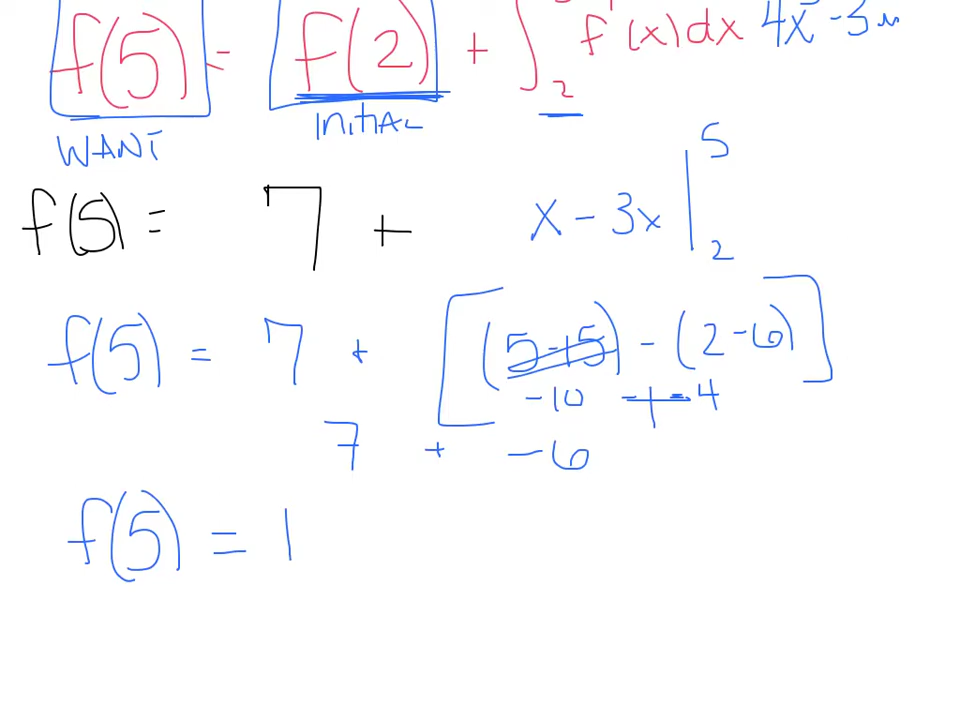 f(5) = f(2) + ∫₂ f'(x)dx 4x - 3
WANT INITIAL
f(5) = 7 + x - 3x |₂⁵
f(5) = 7 + [(5-15) - (2-6)]
-10 + 4
7 + -6
f(5) = 1